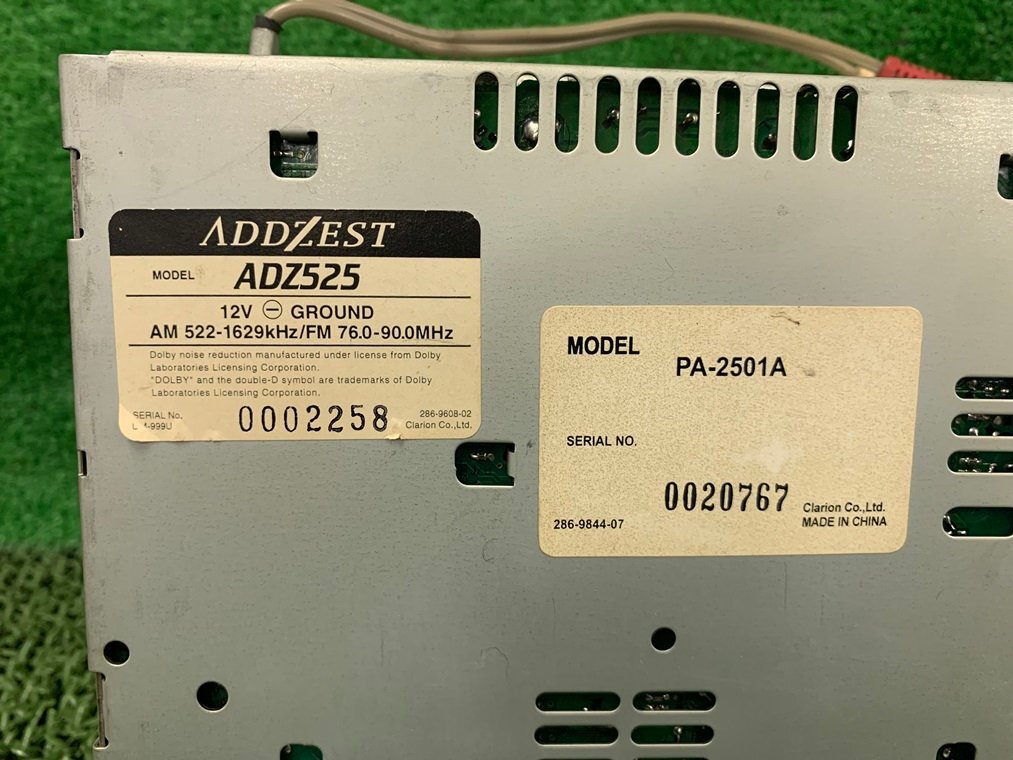 ADDZEST
MODEL ADZ525
12V ⊖ GROUND
AM 522-1629kHz/FM 76.0-90.0MHz
Dolby noise reduction manufactured under license from Dolby
Laboratories Licensing Corporation.
"DOLBY" and the double-D symbol are trademarks of Dolby
Laboratories Licensing Corporation.
SERIAL No. 0002258 286-9608-02
4-999U Clarion Co.,Ltd.
MODEL
PA-2501A
SERIAL NO.
0020767
Clarion Co.,Ltd.
286-9844-07 MADE IN CHINA